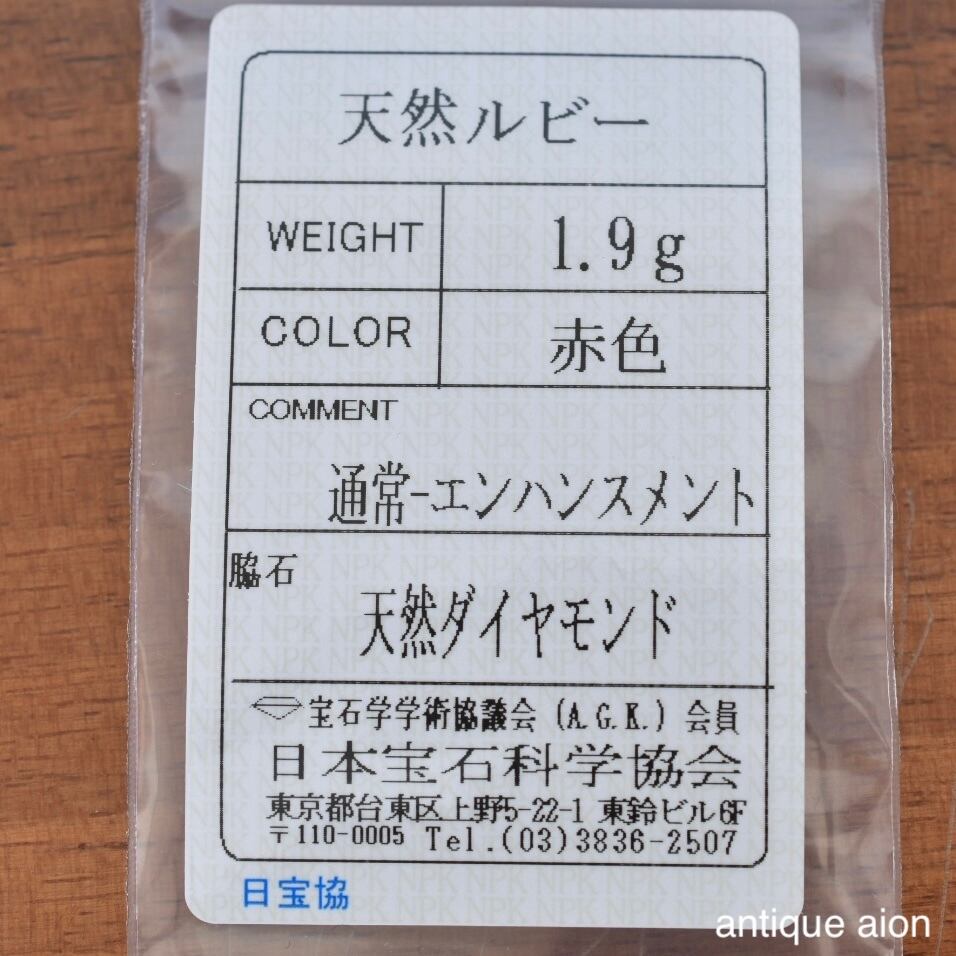 天然ルビー
WEIGHT 1.9g
COLOR 赤色
COMMENT
通常-エンハンスメント
脇石
天然ダイヤモンド
宝石学学術協議会 (A.G.K.) 会員
日本宝石科学協会
東京都台東区上野5-22-1 東鈴ビル6F
〒110-0005 Tel.(03)3836-2507
日宝協
antique aion